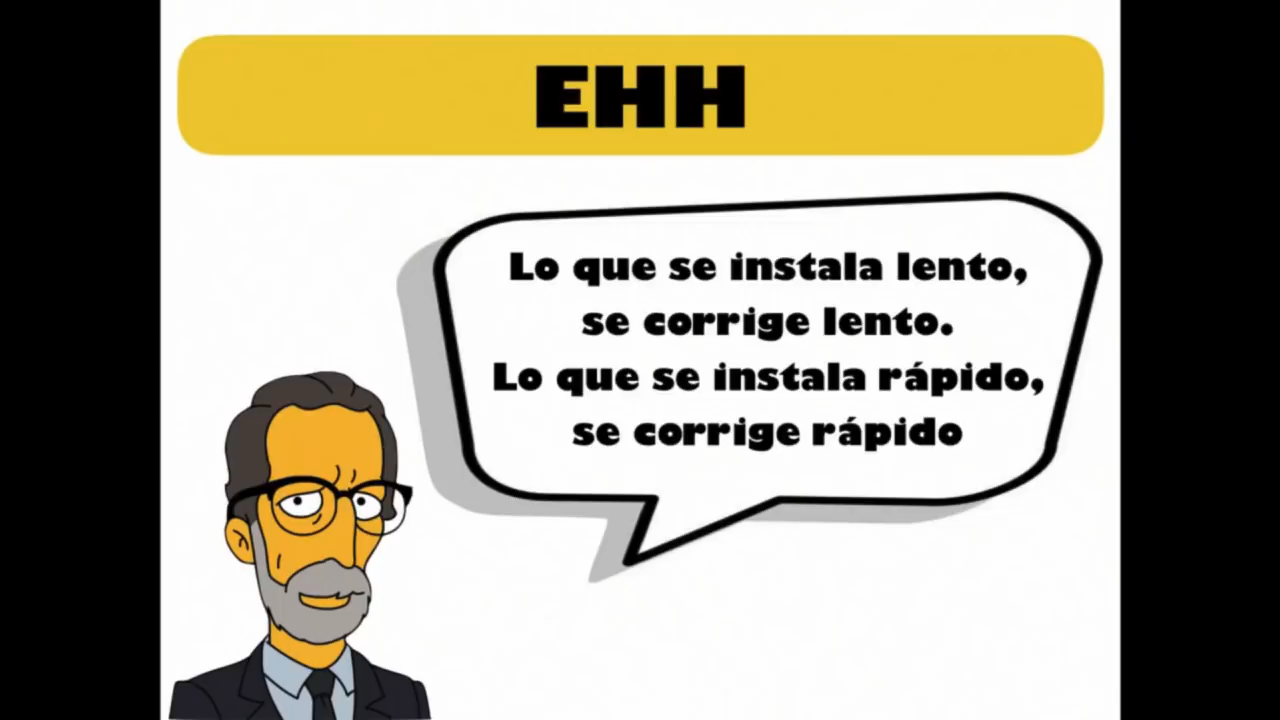 EHH
Lo que se instala lento,
se corrige lento.
Lo que se instala rápido,
se corrige rápido